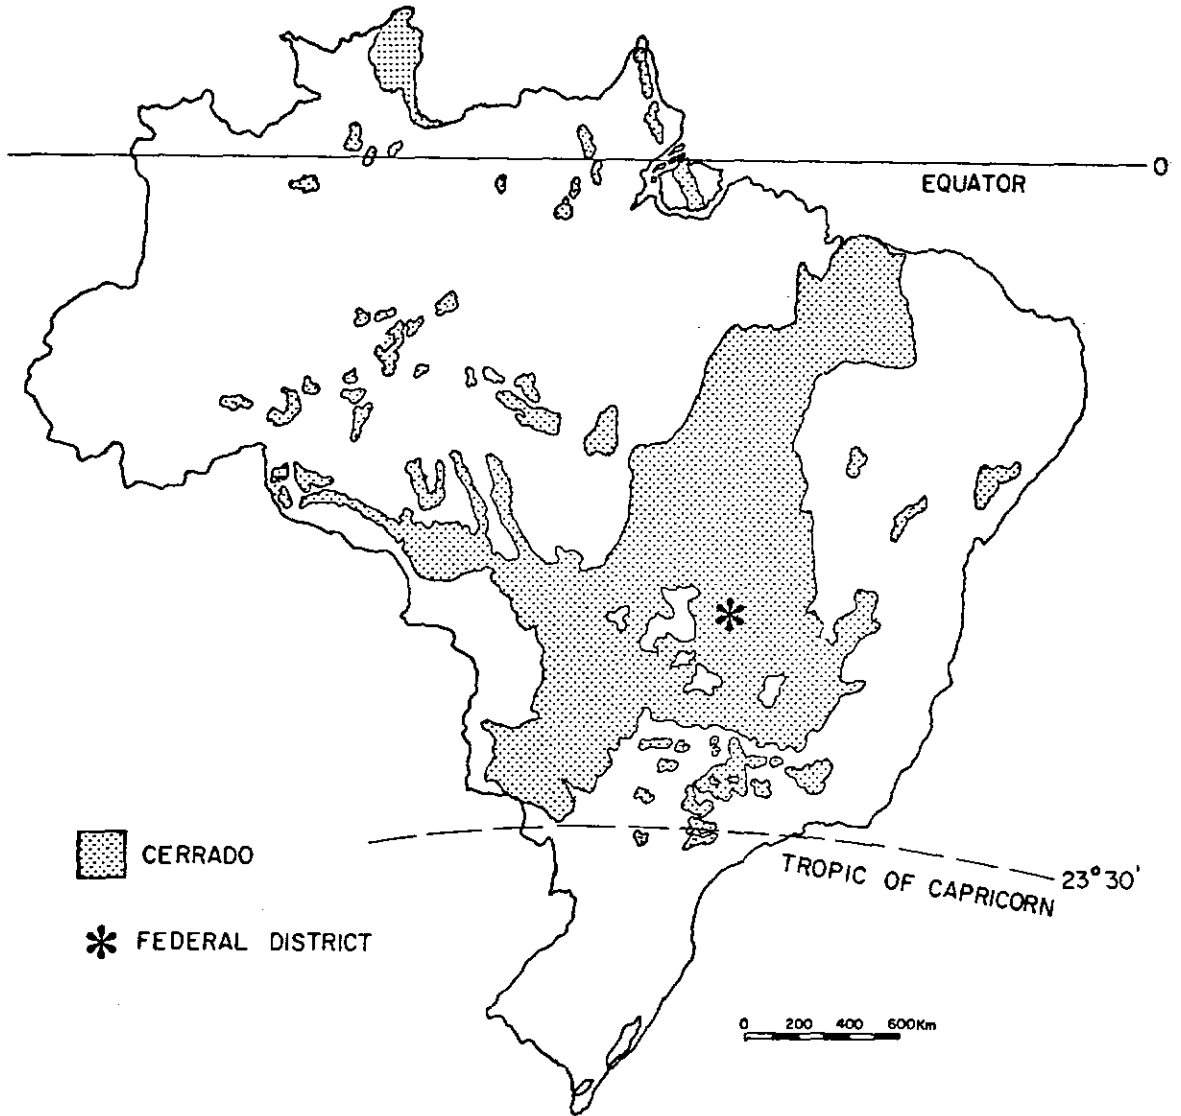 0
EQUATOR
CERRADO
TROPIC OF CAPRICORN
23°30'
FEDERAL DISTRICT
0 200 400 600Km